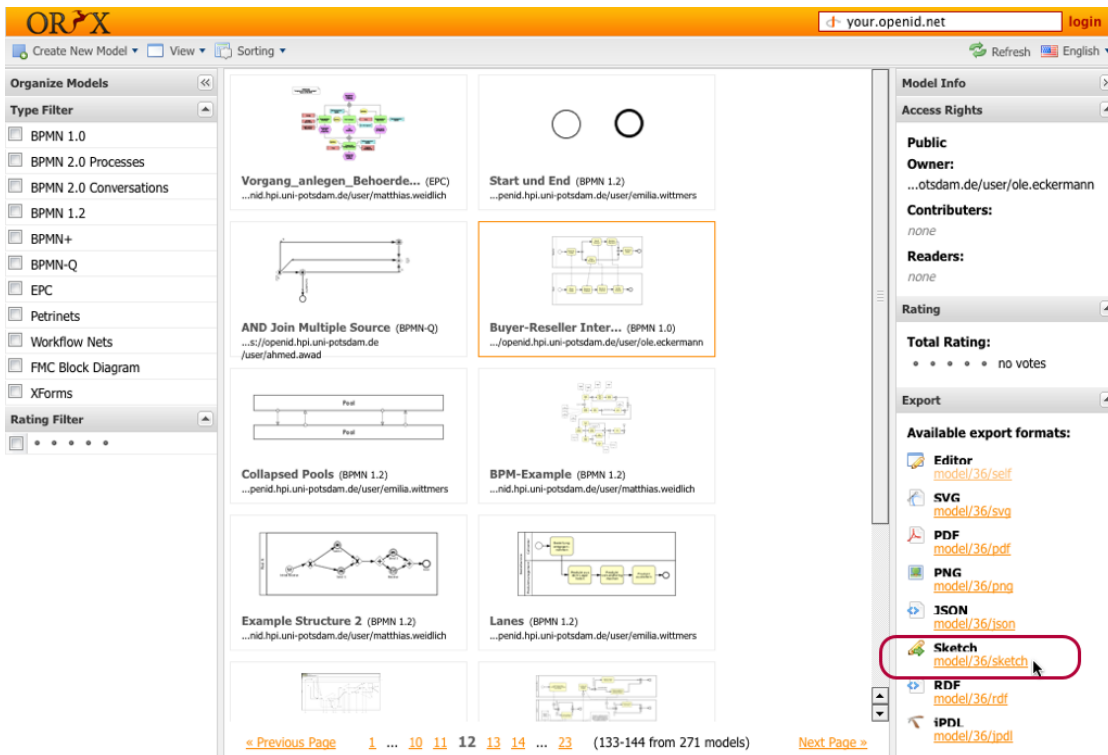 ORYX
your.openid.net
login
Create New Model
View
Sorting
Refresh
English
Organize Models
Type Filter
BPMN 1.0
BPMN 2.0 Processes
BPMN 2.0 Conversations
BPMN 1.2
BPMN+
BPMN-Q
EPC
Petrinets
Workflow Nets
FMC Block Diagram
XForms
Rating Filter
Vorgang_anlegen_Behoerde... (EPC)
...nid.hpi.uni-potsdam.de/user/matthias.weidlich
Start und End (BPMN 1.2)
...penid.hpi.uni-potsdam.de/user/emilia.wittmers
AND Join Multiple Source (BPMN-Q)
...s://openid.hpi.uni-potsdam.de
/user/ahmed.awad
Buyer-Reseller Inter... (BPMN 1.0)
.../openid.hpi.uni-potsdam.de/user/ole.eckermann
Pool
Pool
Collapsed Pools (BPMN 1.2)
...penid.hpi.uni-potsdam.de/user/emilia.wittmers
BPM-Example (BPMN 1.2)
...nid.hpi.uni-potsdam.de/user/matthias.weidlich
Example Structure 2 (BPMN 1.2)
...nid.hpi.uni-potsdam.de/user/matthias.weidlich
Lanes (BPMN 1.2)
...penid.hpi.uni-potsdam.de/user/emilia.wittmers
« Previous Page 1 ... 10 11 12 13 14 ... 23 (133-144 from 271 models) Next Page »
Model Info
Access Rights
Public
Owner:
...otsdam.de/user/ole.eckermann
Contributers:
none
Readers:
none
Rating
Total Rating:
no votes
Export
Available export formats:
Editor
model/36/self
SVG
model/36/svg
PDF
model/36/pdf
PNG
model/36/png
JSON
model/36/json
Sketch
model/36/sketch
RDF
model/36/rdf
jPDL
model/36/jpdl